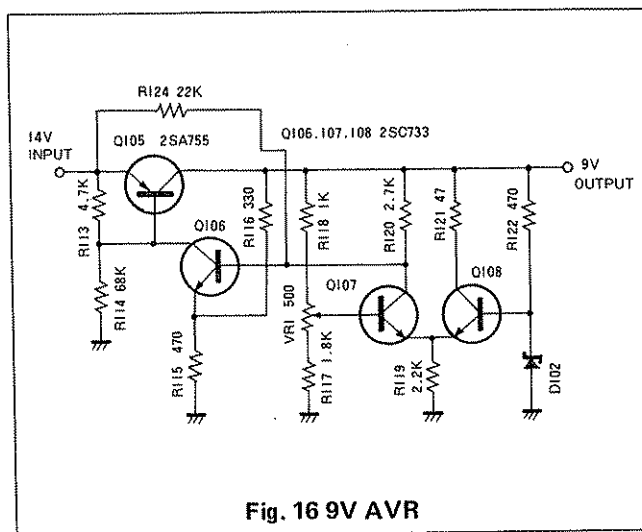 R124 22K
14V
INPUT
Q105 2SA755
Q106.107.108 2SC733
9V
OUTPUT
R113 4.7K
R116 330
R118 1K
R120 2.7K
R121 47
R122 470
Q106
R114 68K
Q107
Q108
VR1 500
R115 470
R117 1.8K
R119
2.2K
D102
Fig. 16 9V AVR